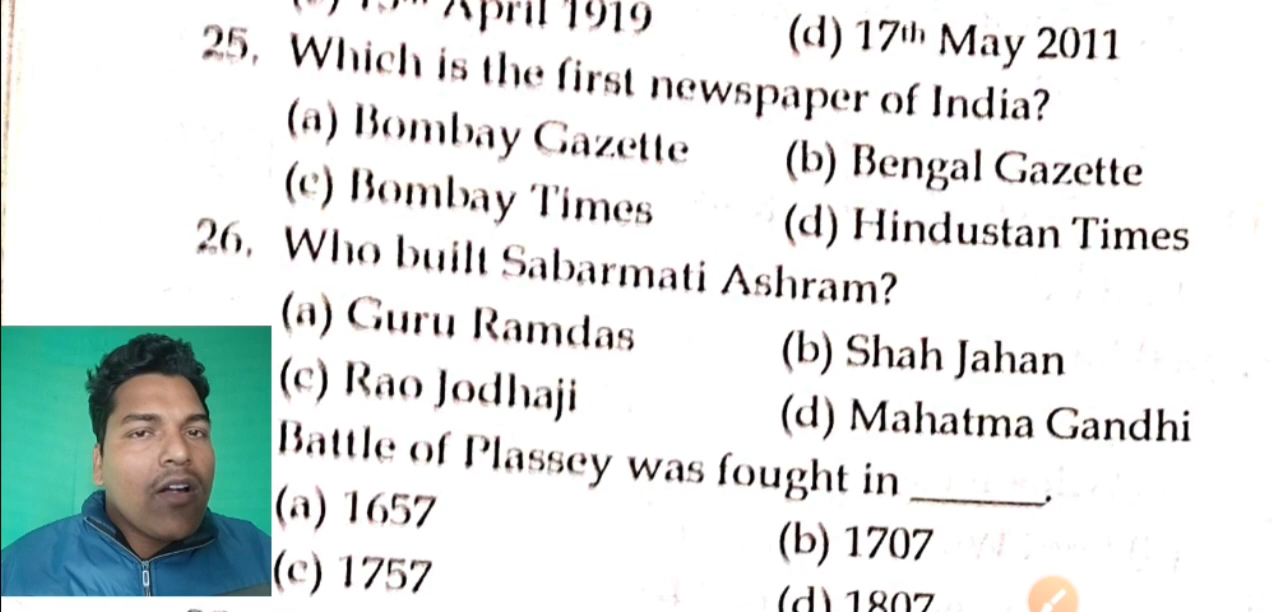 April 1919 (d) 17th May 2011
25. Which is the first newspaper of India?
(a) Bombay Gazette (b) Bengal Gazette
(c) Bombay Times (d) Hindustan Times
26. Who built Sabarmati Ashram?
(a) Guru Ramdas (b) Shah Jahan
(c) Rao Jodhaji (d) Mahatma Gandhi
Battle of Plassey was fought in ______.
(a) 1657 (b) 1707
(c) 1757 (d) 1807